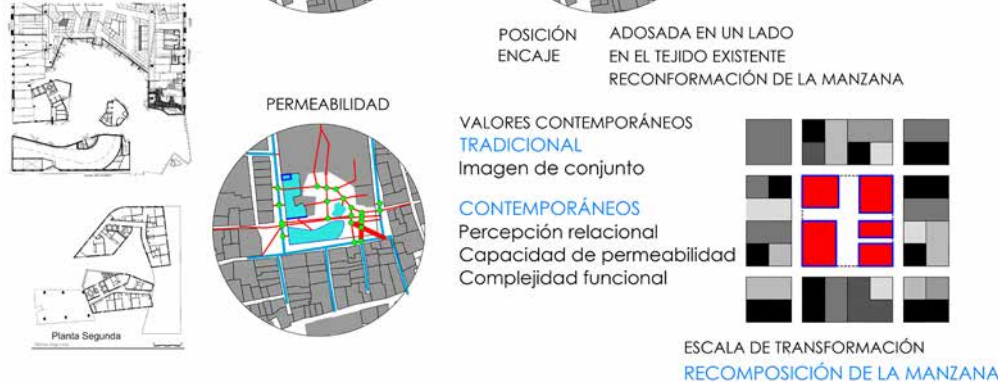 POSICIÓN ADOSADA EN UN LADO
ENCAJE EN EL TEJIDO EXISTENTE
RECONFORMACIÓN DE LA MANZANA
PERMEABILIDAD
VALORES CONTEMPORÁNEOS
TRADICIONAL
Imagen de conjunto
CONTEMPORÁNEOS
Percepción relacional
Capacidad de permeabilidad
Complejidad funcional
Planta Segunda
ESCALA DE TRANSFORMACIÓN
RECOMPOSICIÓN DE LA MANZANA